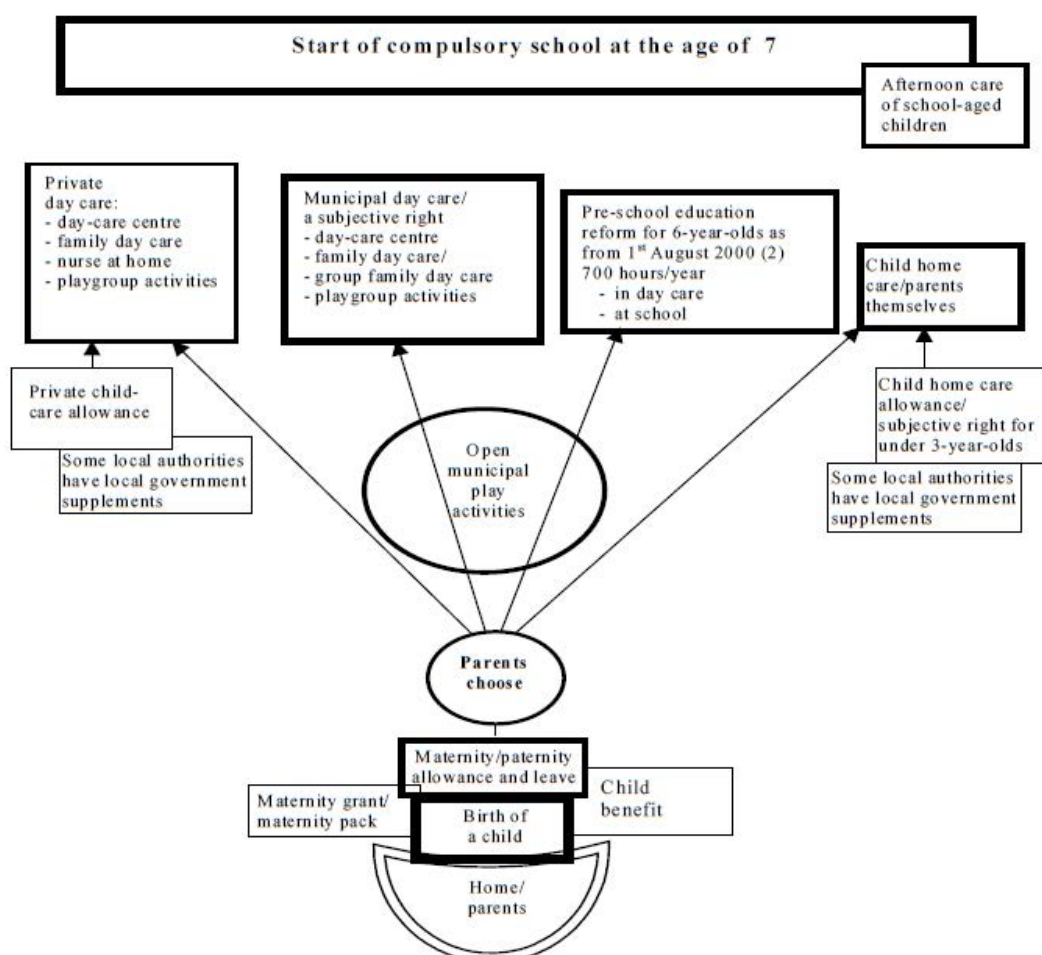 Start of compulsory school at the age of 7
Afternoon care
of school-aged
children
Private
day care:
- day-care centre
- family day care
- nurse at home
- playgroup activities
Municipal day care/
a subjective right
- day-care centre
- family day care/
- group family day care
- playgroup activities
Pre-school education
reform for 6-year-olds as
from 1st August 2000 (2)
700 hours/year
- in day care
- at school
Child home
care/parents
themselves
Private child-
care allowance
Some local authorities
have local government
supplements
Open
municipal
play
activities
Child home care
allowance/
subjective right for
under 3-year-olds
Some local authorities
have local government
supplements
Parents
choose
Maternity/paternity
allowance and leave
Maternity grant/
maternity pack
Child
benefit
Birth of
a child
Home/
parents